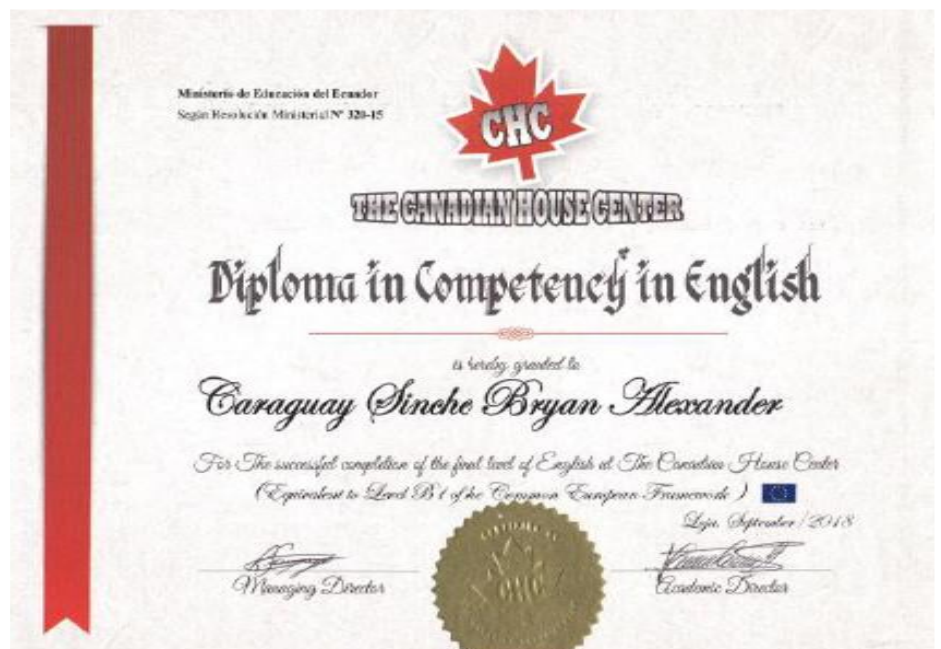 Ministerio de Educación del Ecuador
Según Resolución Ministerial Nº 320-15
CHC
THE CANADIAN HOUSE CENTER
Diploma in Competency in English
is hereby granted to
Caraguay Sinche Bryan Alexander
For The successful completion of the final level of English at The Canadian House Center
(Equivalent to Level B1 of he Common European Framework )
Loja, September / 2018
Managing Director
Academic Director
CHC